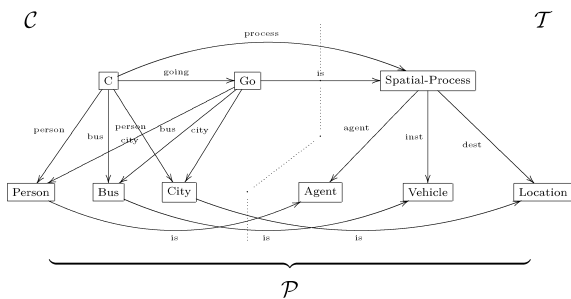 C T
process
C going Go is Spatial-Process
person bus person city bus city agent inst dest
Person Bus City Agent Vehicle Location
is is is
P